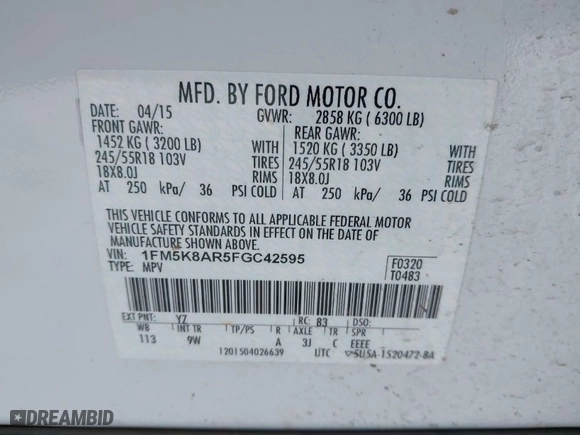 MFD. BY FORD MOTOR CO.
DATE: 04/15 GVWR: 2858 KG ( 6300 LB)
FRONT GAWR: REAR GAWR:
1452 KG ( 3200 LB) 1520 KG ( 3350 LB)
245/55R18 103V TIRES 245/55R18 103V TIRES
18X8.0J RIMS 18X8.0J RIMS
AT 250 kPa/ 36 PSI COLD AT 250 kPa/ 36 PSI COLD
THIS VEHICLE CONFORMS TO ALL APPLICABLE FEDERAL MOTOR
VEHICLE SAFETY STANDARDS IN EFFECT ON THE DATE OF
MANUFACTURE SHOWN ABOVE.
VIN: 1FM5K8AR5FGC42595 F0320
TYPE: MPV T0483
EXT PNT: YZ RC: B3 DSO:
WB INT TR TP/PS R AXLE TR SPR
113 9W A 3J C EEEE
1201504026639 UTC 5U5A-1520472-BA
DREAMBID